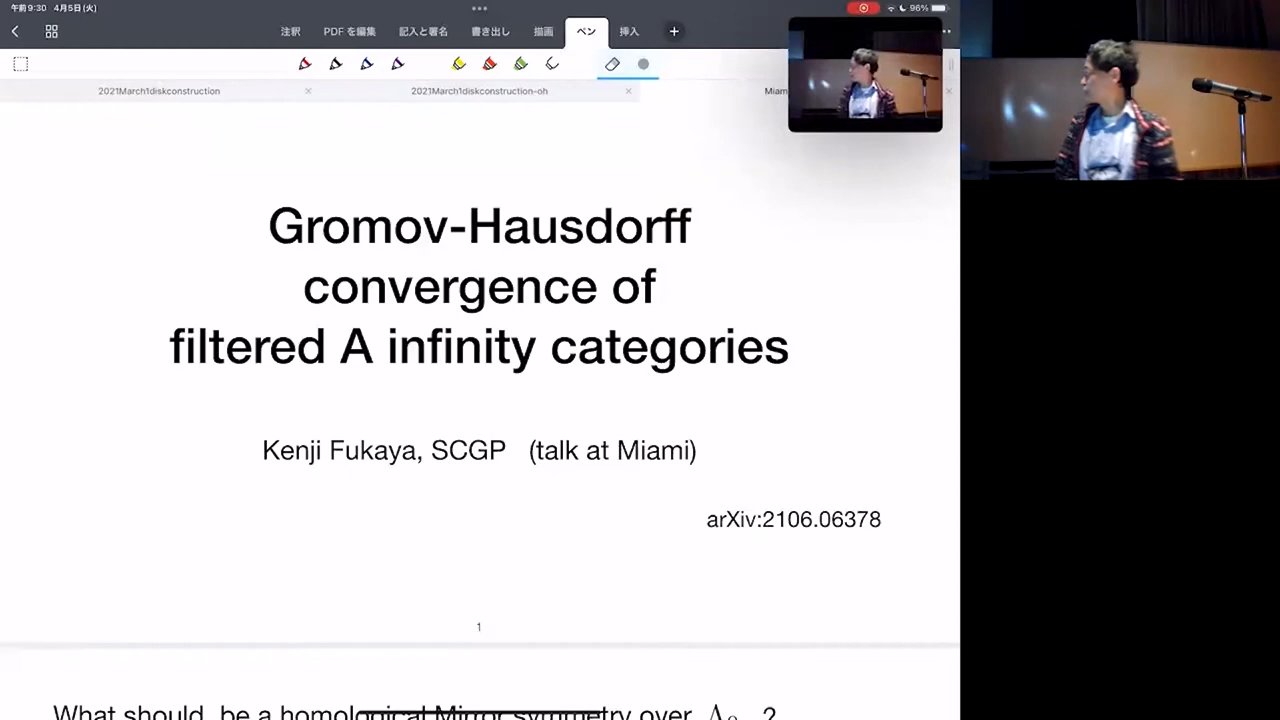 午前9:30 4月5日(火)
96%
注釈 PDF を編集 記入と署名 書き出し 描画 ペン 挿入
2021March1diskconstruction
2021March1diskconstruction-oh
Miam
Gromov-Hausdorff
convergence of
filtered A infinity categories
Kenji Fukaya, SCGP (talk at Miami)
arXiv:2106.06378
1
What should be a homological Mirror symmetry over Λ₀ ?